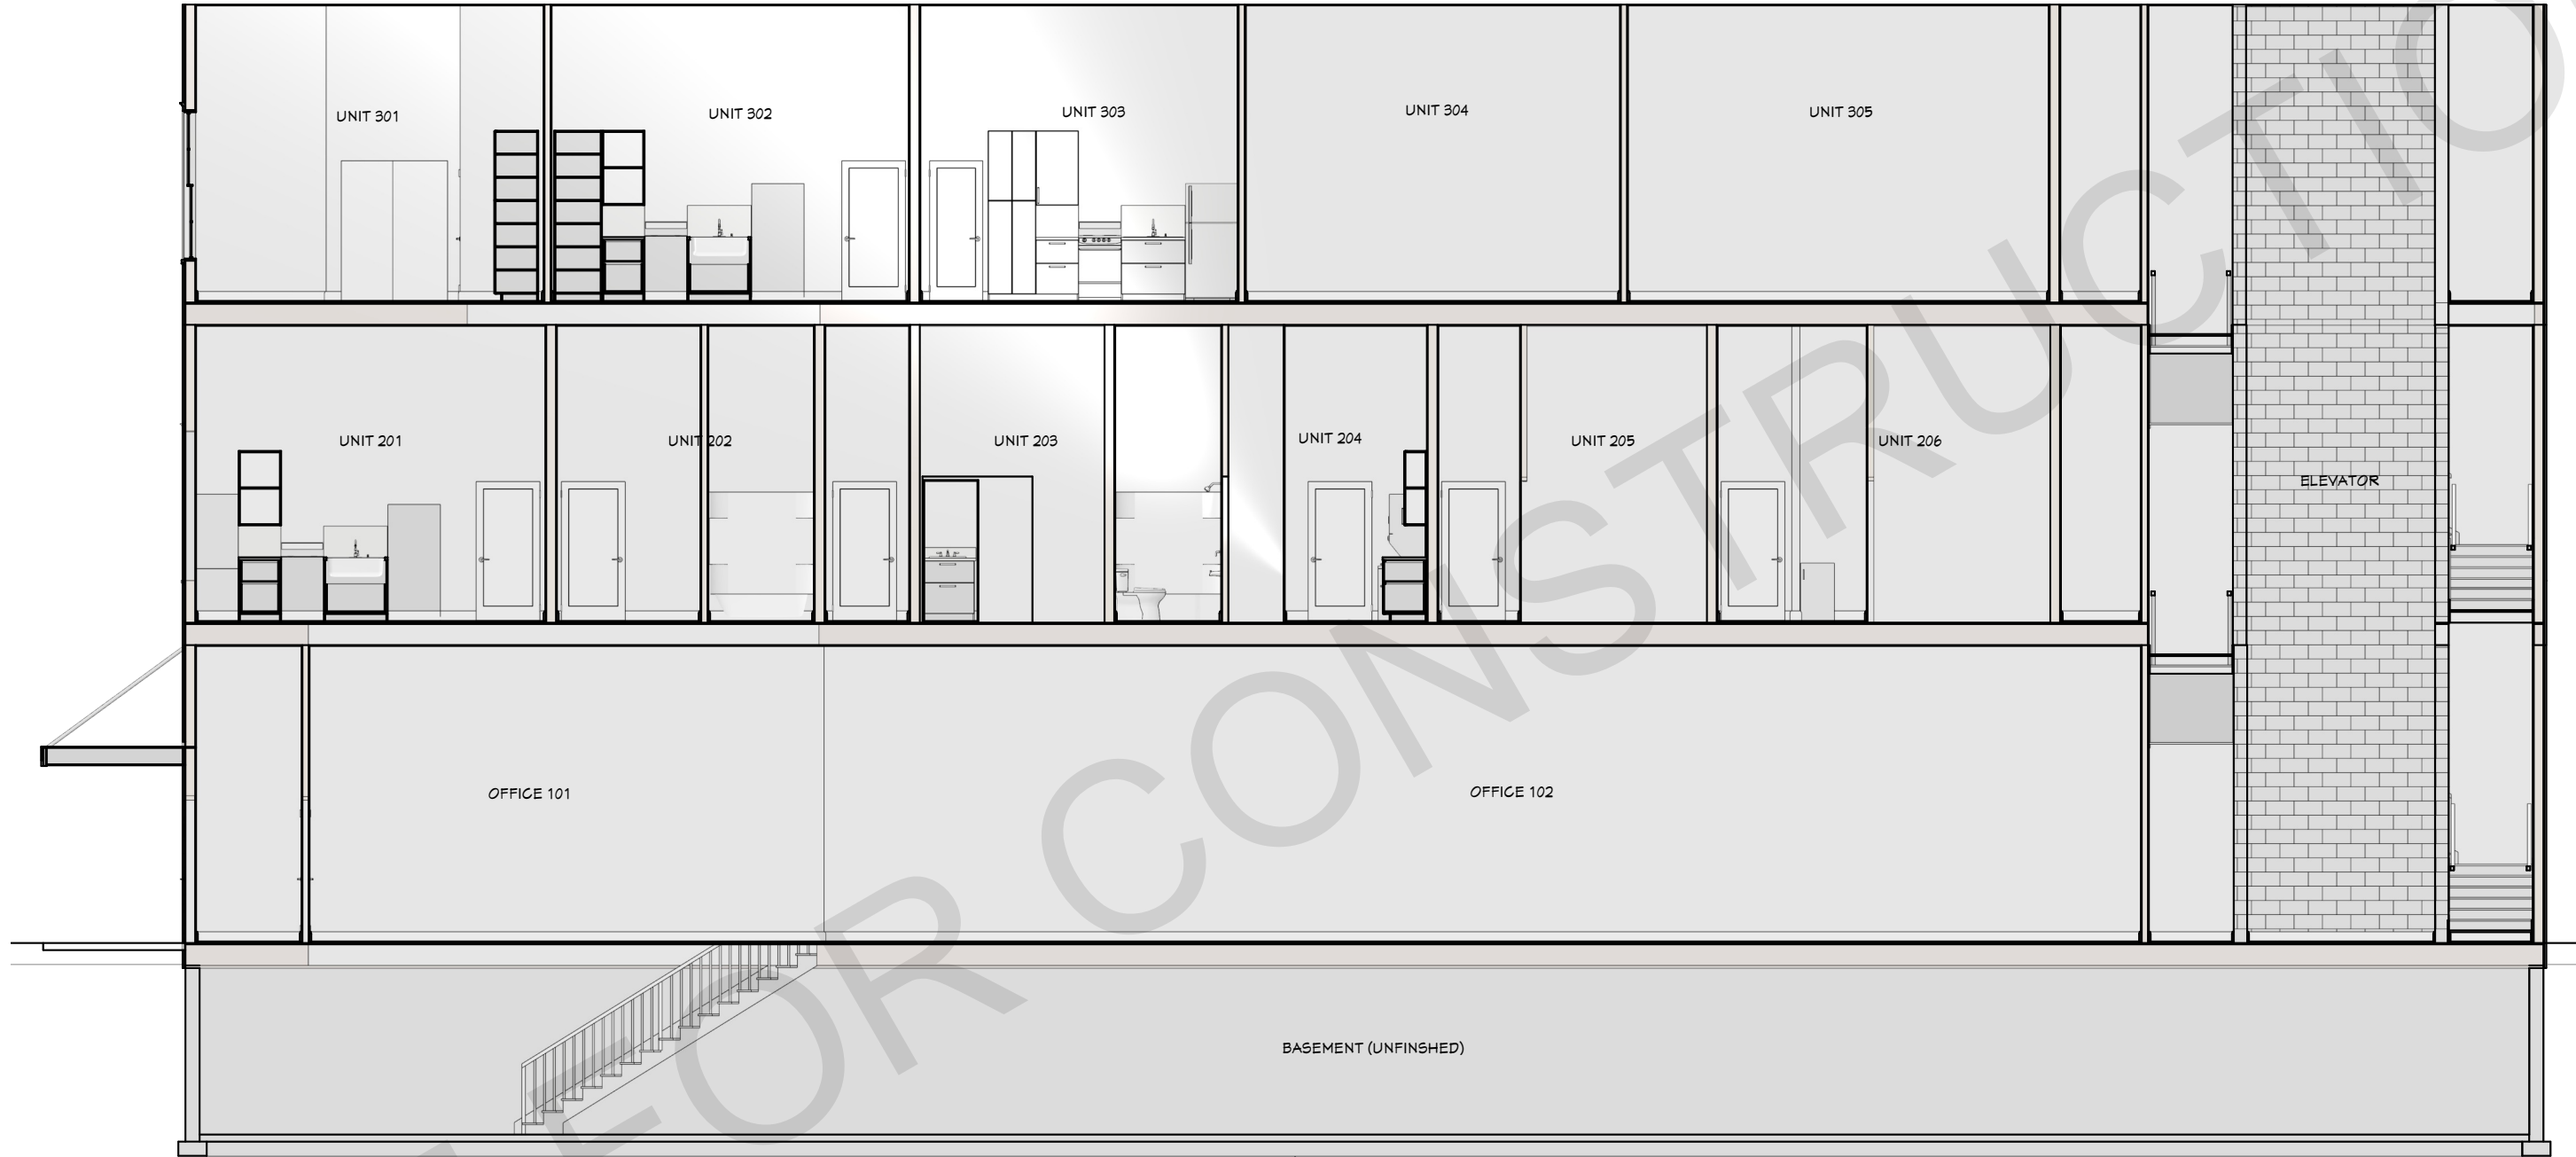 UNIT 301
UNIT 302
UNIT 303
UNIT 304
UNIT 305
UNIT 201
UNIT 202
UNIT 203
UNIT 204
UNIT 205
UNIT 206
ELEVATOR
OFFICE 101
OFFICE 102
BASEMENT (UNFINSHED)
FOR CONSTRUCTIO